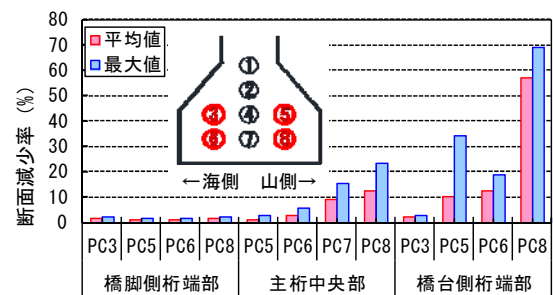 断面減少率 (%)
80
70
60
50
40
30
20
10
0
平均値
最大値
①
②
③ ④ ⑤
⑥ ⑦ ⑧
←海側 山側→
PC3 PC5 PC6 PC8 PC5 PC6 PC7 PC8 PC3 PC5 PC6 PC8
橋脚側桁端部 主桁中央部 橋台側桁端部